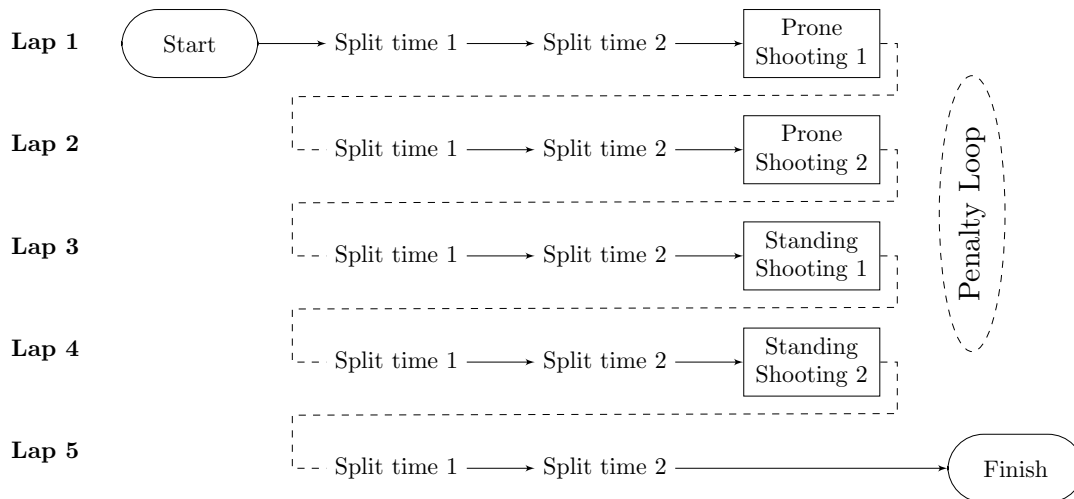 Lap 1
Start
Split time 1
Split time 2
Prone
Shooting 1
Lap 2
Split time 1
Split time 2
Prone
Shooting 2
Lap 3
Split time 1
Split time 2
Standing
Shooting 1
Lap 4
Split time 1
Split time 2
Standing
Shooting 2
Penalty Loop
Lap 5
Split time 1
Split time 2
Finish